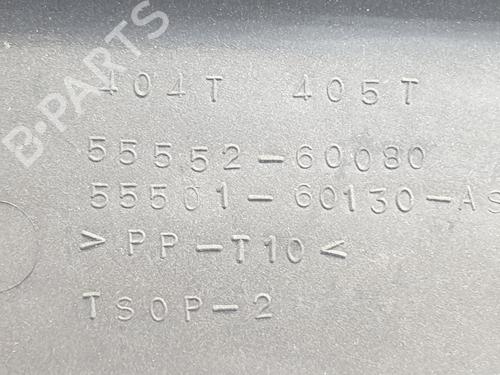 B-PARTS
404T 405T
55552-60080
55501-60130-AS
>PP-T10<
TSOP-2